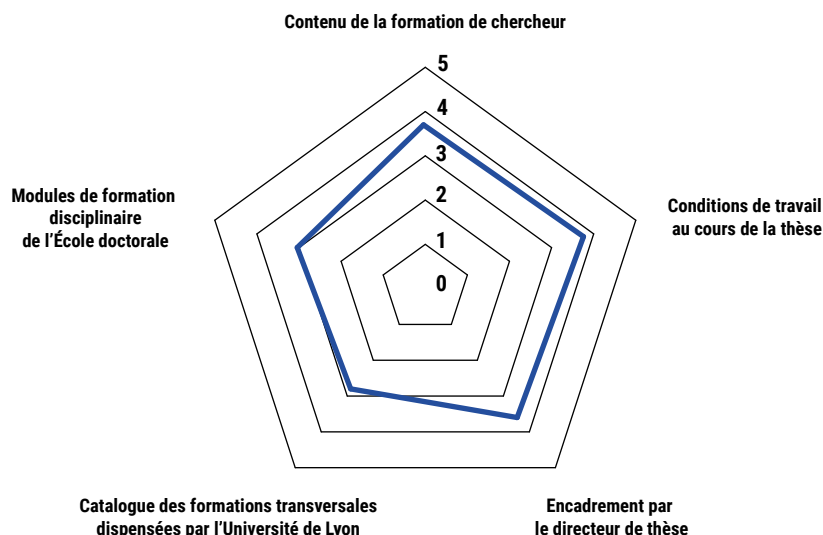 Contenu de la formation de chercheur
5
4
3
2
1
0
Modules de formation
disciplinaire
de l'École doctorale
Conditions de travail
au cours de la thèse
Catalogue des formations transversales
dispensées par l'Université de Lyon
Encadrement par
le directeur de thèse